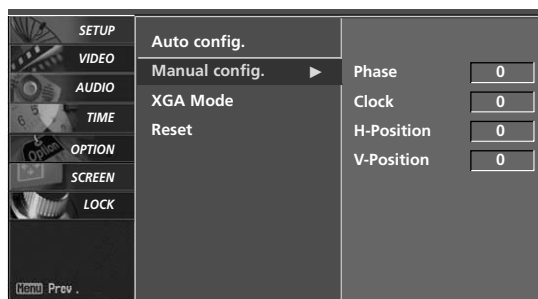 SETUP
VIDEO
AUDIO
TIME
OPTION
SCREEN
LOCK
Menu Prev.
Auto config.
Manual config. ▶
XGA Mode
Reset
Phase 0
Clock 0
H-Position 0
V-Position 0